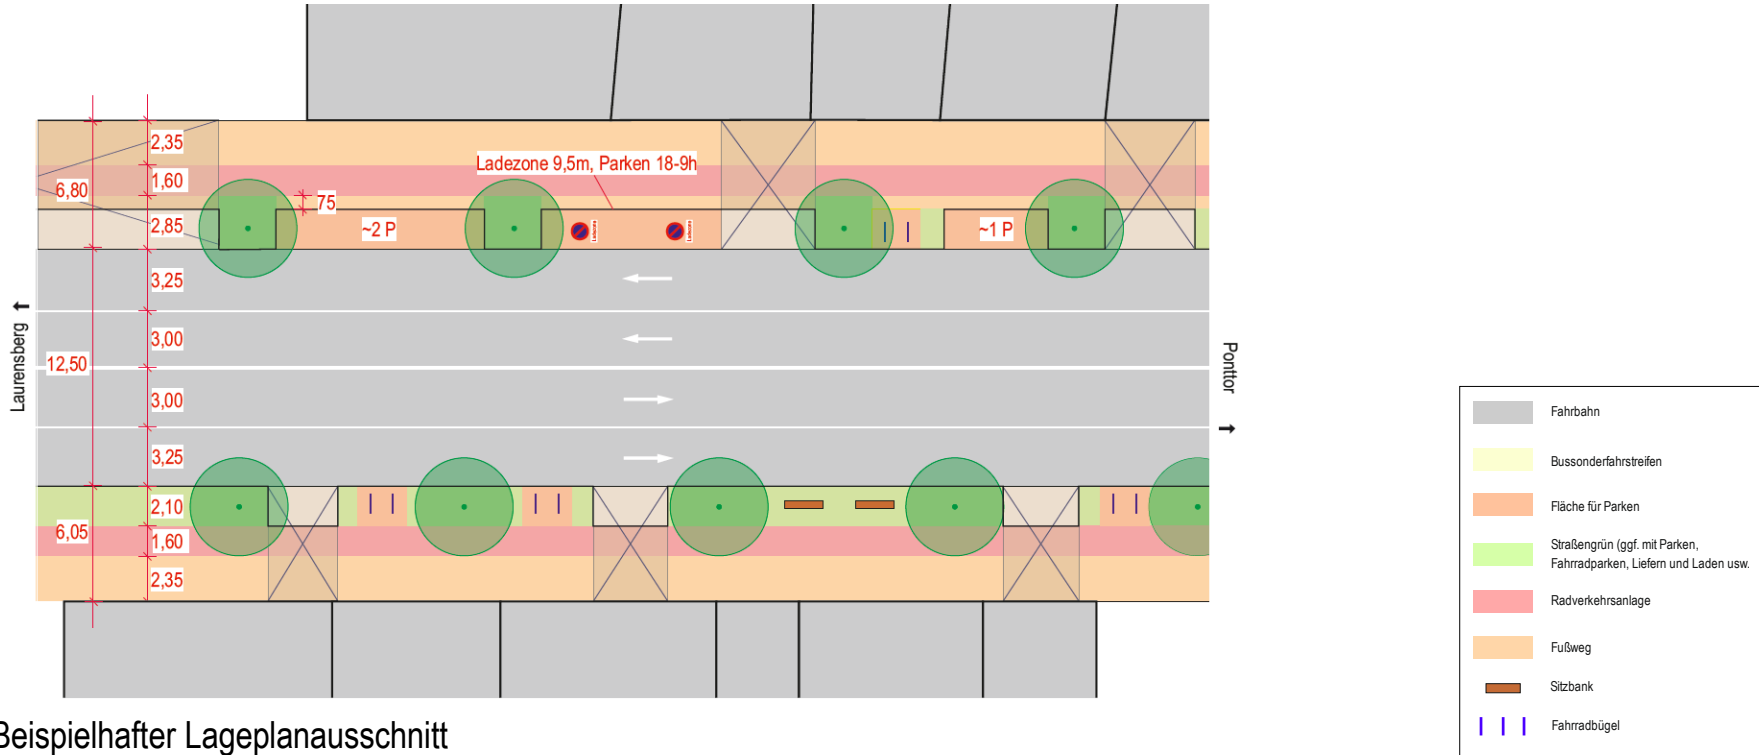 2,35
Ladezone 9,5m, Parken 18-9h
1,60
6,80
75
2,85
~2 P
~1 P
3,25
Laurensberg
3,00
12,50
Ponttor
3,00
3,25
2,10
6,05
1,60
2,35
Beispielhafter Lageplanausschnitt
Fahrbahn
Bussonderfahrstreifen
Fläche für Parken
Straßengrün (ggf. mit Parken,
Fahrradparken, Liefern und Laden usw.
Radverkehrsanlage
Fußweg
Sitzbank
Fahrradbügel